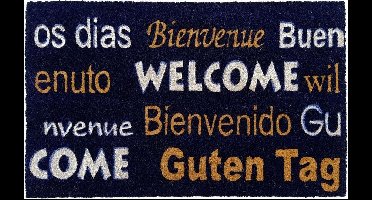 os dias Bienvenue Buen
enuto WELCOME wil
nvenue Bienvenido Gu
COME Guten Tag